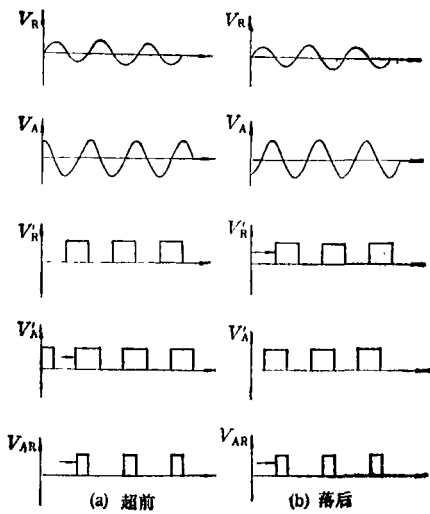 V_R V_R
V_A V_A
V'_R V'_R
V'_A V'_A
V_AR V_AR
(a) 超前 (b) 落后